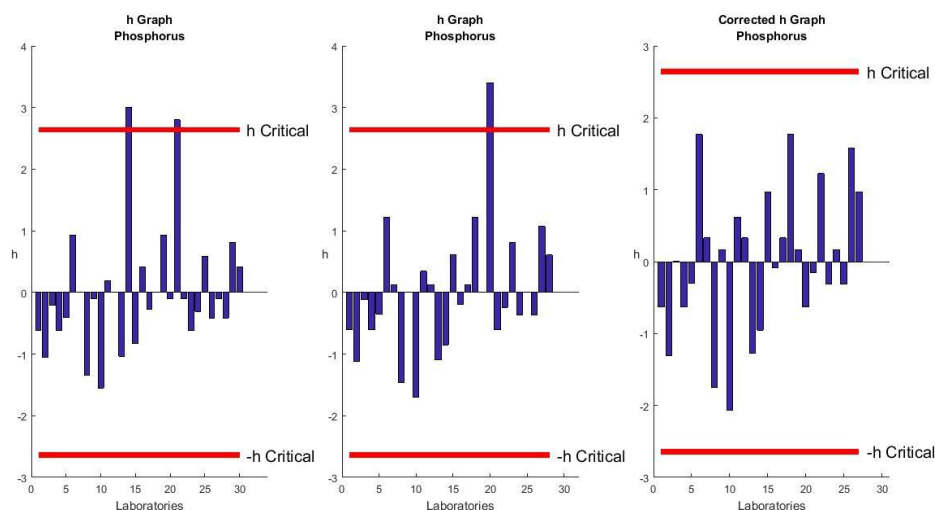 h Graph
Phosphorus
4
3
2
1
0
-1
-2
-3
h
h Critical
-h Critical
0 5 10 15 20 25 30
Laboratories
h Graph
Phosphorus
4
3
2
1
0
-1
-2
-3
h
h Critical
-h Critical
0 5 10 15 20 25 30
Laboratories
Corrected h Graph
Phosphorus
3
2
1
0
-1
-2
-3
h
h Critical
-h Critical
0 5 10 15 20 25 30
Laboratories